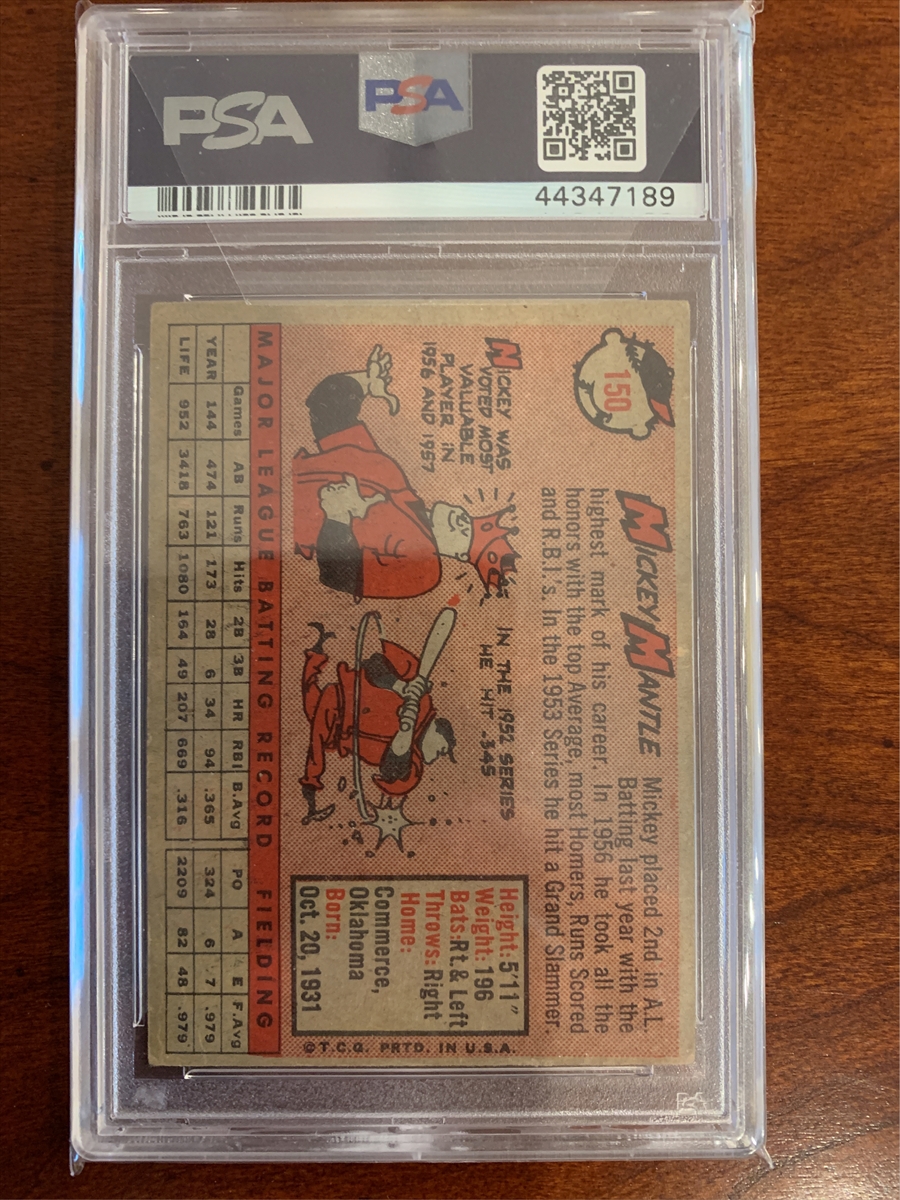 PSA
PSA
44347189
150
MICKEY MANTLE
Mickey placed 2nd in A.L.
Batting last year with the
highest mark of his career. In 1956 he took all the
honors with the top Average, most Homers, Runs Scored
and R.B.I.'s. In the 1953 Series he hit a Grand Slammer.
MICKEY WAS
VOTED MOST
VALUABLE
PLAYER IN
1956 AND 1957
IN THE 1952 SERIES
HE HIT .345
Height: 5'11"
Weight: 196
Bats: Rt. & Left
Throws: Right
Home:
Commerce,
Oklahoma
Born:
Oct. 20, 1931
MAJOR LEAGUE BATTING RECORD FIELDING
Games AB Runs Hits 2B 3B HR RBI B.Avg PO A E F.Avg
YEAR 144 474 121 173 28 6 34 94 .365 324 6 7 .979
LIFE 952 3418 763 1080 164 49 207 669 .316 2209 82 48 .979
©T.C.G. PRTD. IN U.S.A.